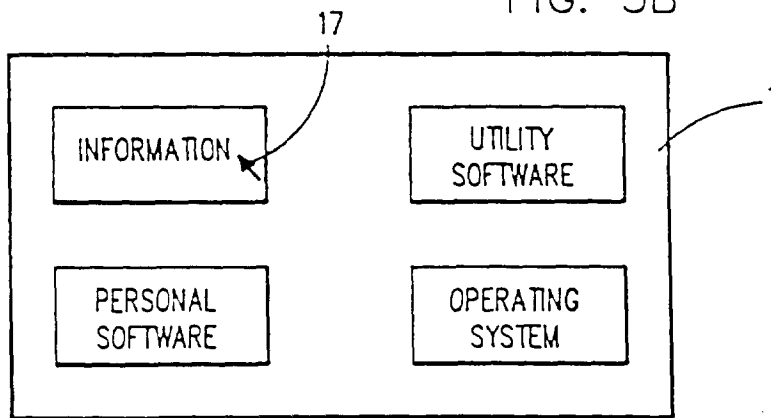 17
INFORMATION
UTILITY
SOFTWARE
PERSONAL
SOFTWARE
OPERATING
SYSTEM